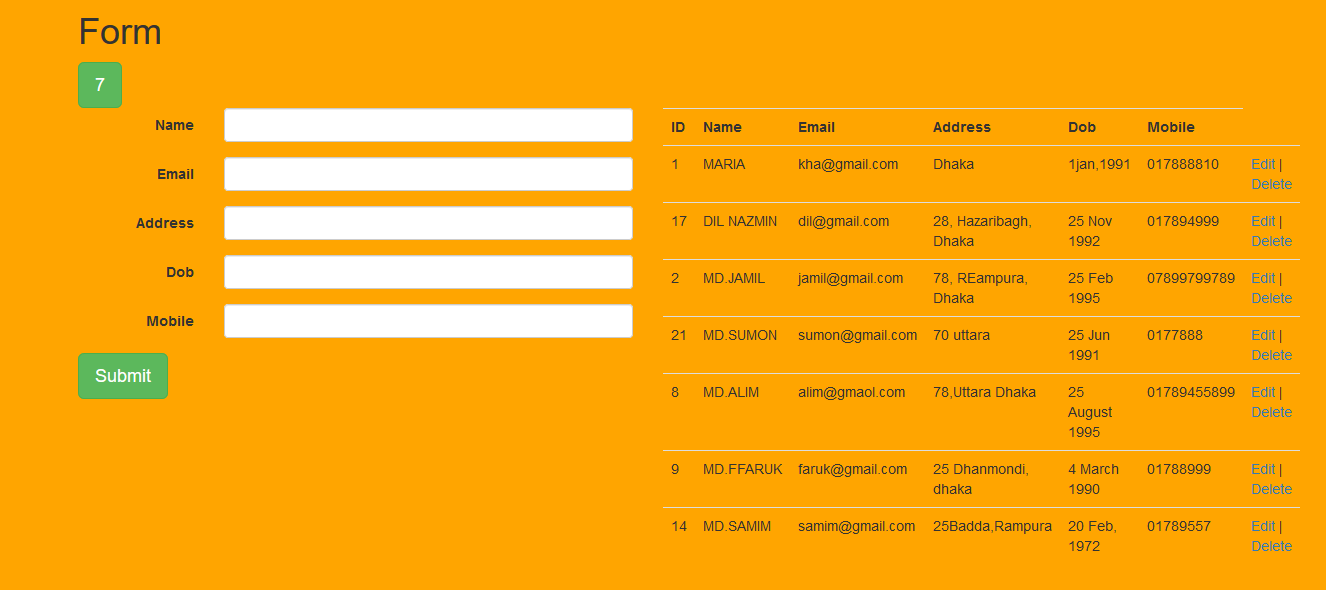 Form
7
Name
Email
Address
Dob
Mobile
Submit
ID Name Email Address Dob Mobile
1 MARIA kha@gmail.com Dhaka 1jan,1991 017888810 Edit |
Delete
17 DIL NAZMIN dil@gmail.com 28, Hazaribagh, 25 Nov 017894999 Edit |
Dhaka 1992 Delete
2 MD.JAMIL jamil@gmail.com 78, REampura, 25 Feb 07899799789 Edit |
Dhaka 1995 Delete
21 MD.SUMON sumon@gmail.com 70 uttara 25 Jun 0177888 Edit |
1991 Delete
8 MD.ALIM alim@gmaol.com 78,Uttara Dhaka 25 01789455899 Edit |
August Delete
1995
9 MD.FFARUK faruk@gmail.com 25 Dhanmondi, 4 March 01788999 Edit |
dhaka 1990 Delete
14 MD.SAMIM samim@gmail.com 25Badda,Rampura 20 Feb, 01789557 Edit |
1972 Delete